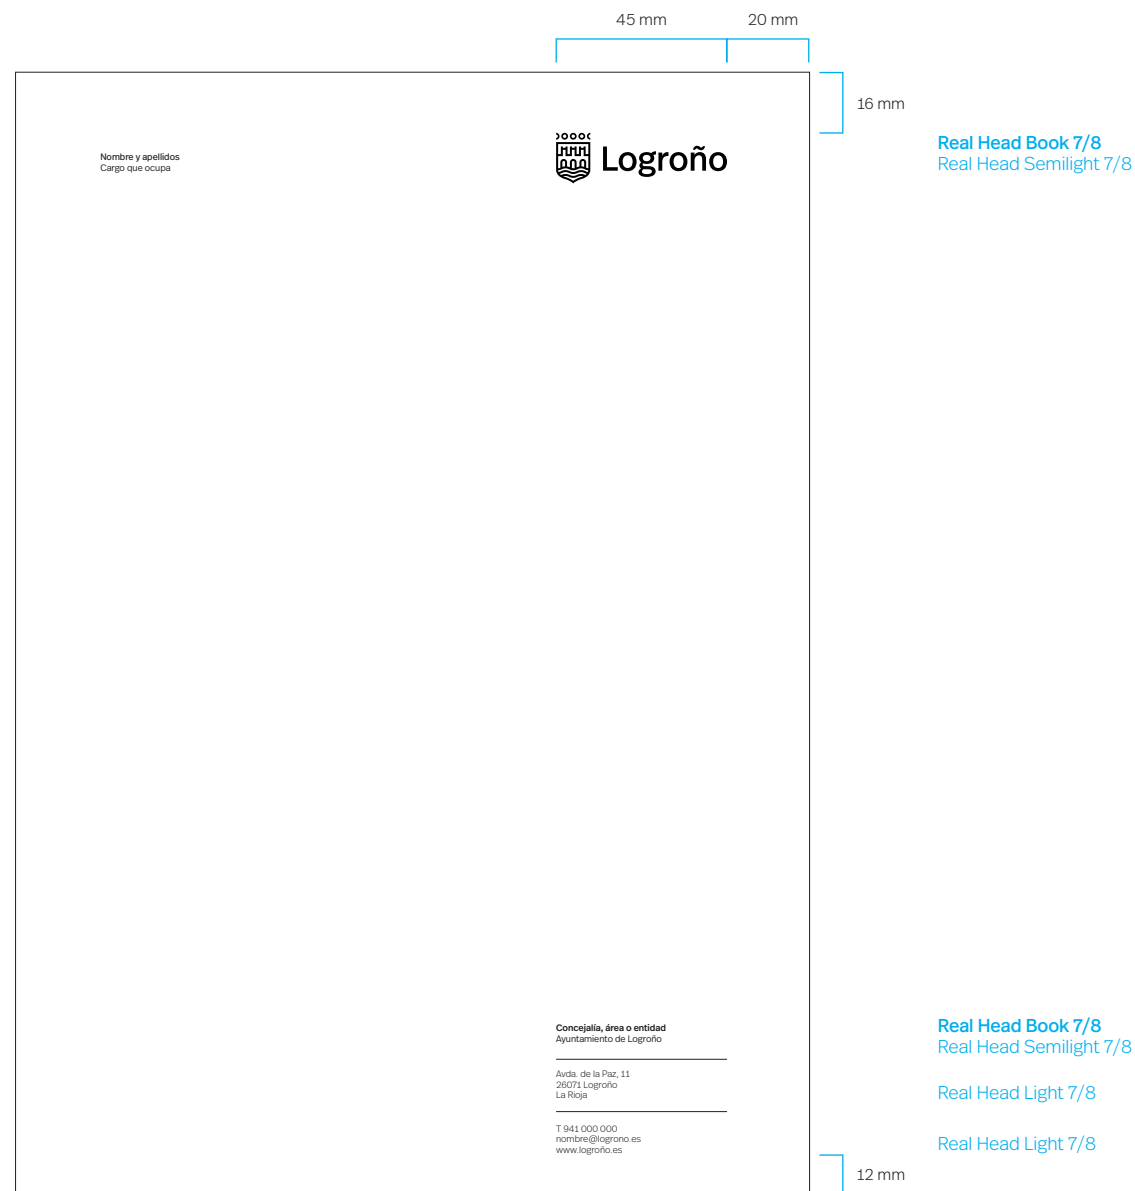 45 mm
20 mm
16 mm
Nombre y apellidos
Cargo que ocupa
Logroño
Real Head Book 7/8
Real Head Semilight 7/8
Concejalía, área o entidad
Ayuntamiento de Logroño
Real Head Book 7/8
Real Head Semilight 7/8
Avda. de la Paz, 11
26071 Logroño
La Rioja
Real Head Light 7/8
T 941 000 000
nombre@logrono.es
www.logroño.es
Real Head Light 7/8
12 mm